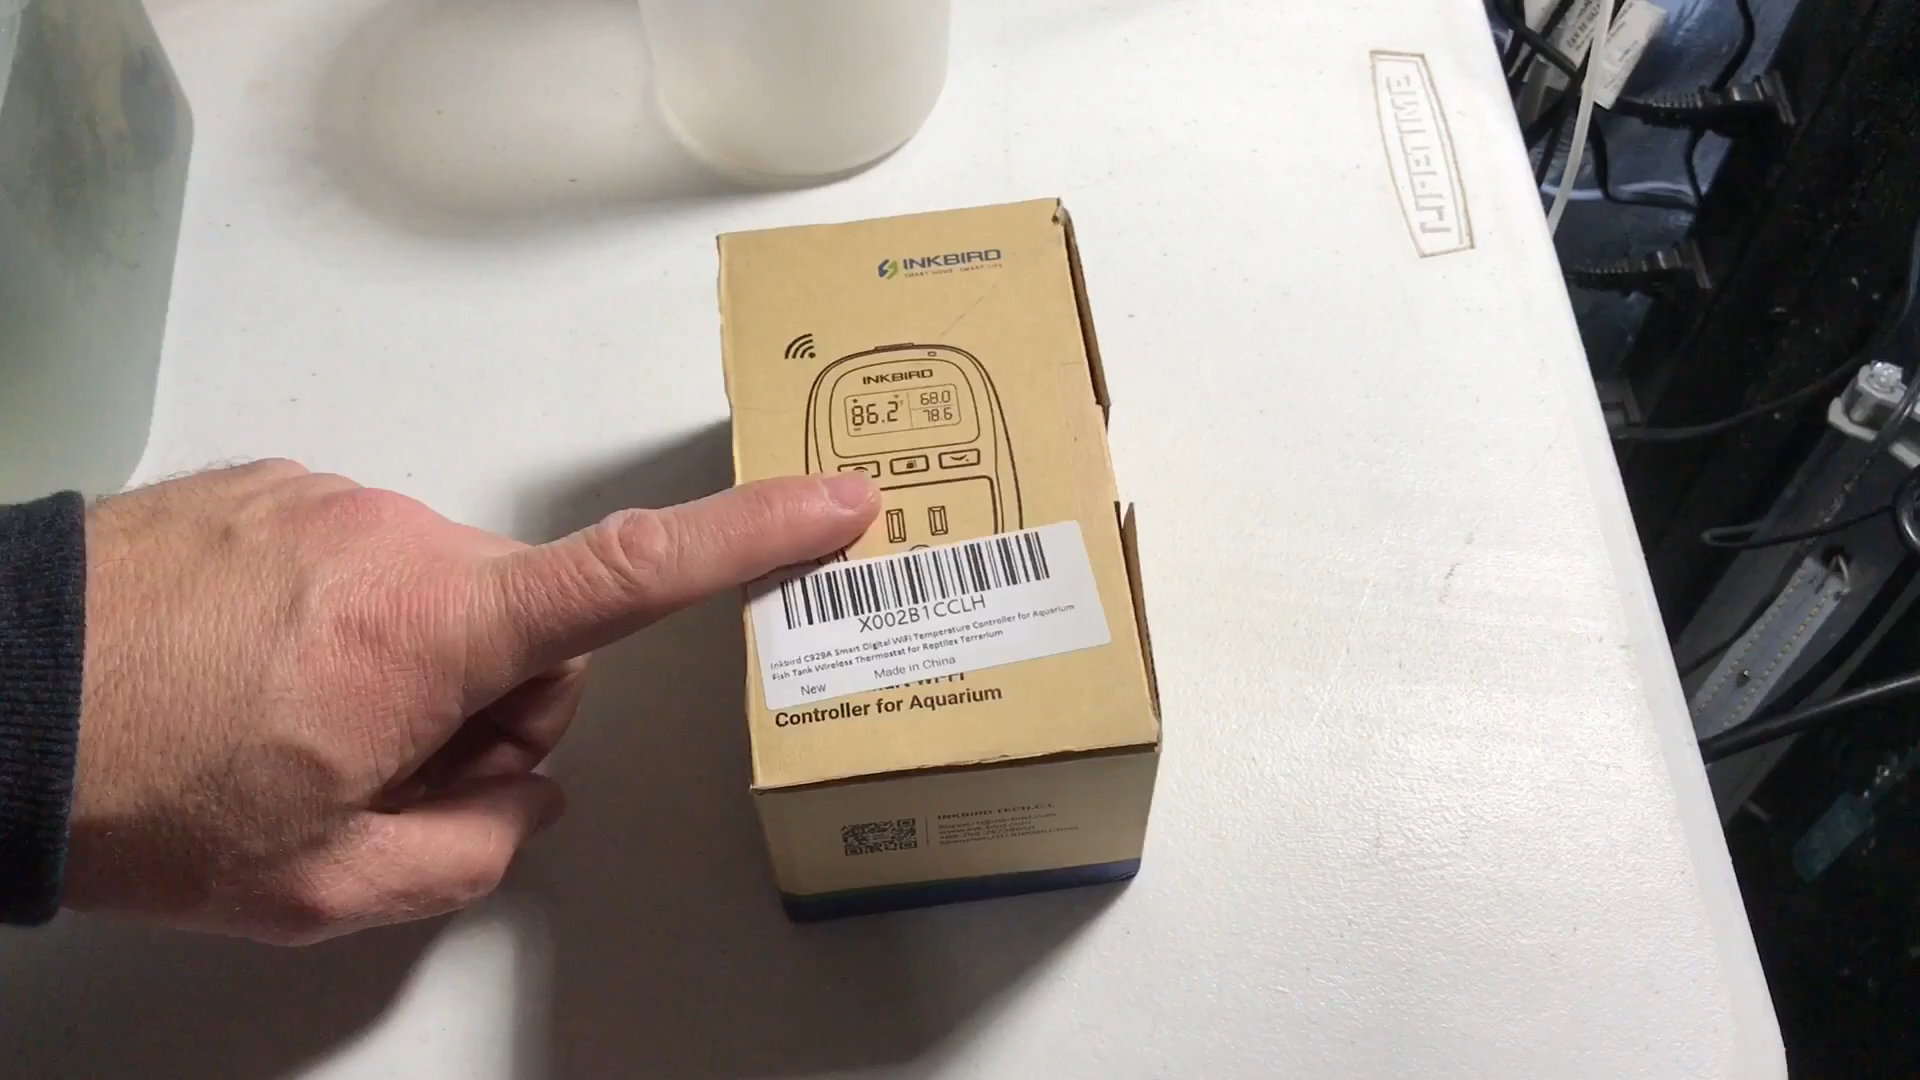 LIFETIME
INKBIRD
SMART HOME SMART LIFE
INKBIRD
86.2°F
68.0
78.6
X002B1CCLH
Inkbird C929A Smart Digital WiFi Temperature Controller for Aquarium
Fish Tank Wireless Thermostat for Reptiles Terrarium
New Made in China
Controller for Aquarium
INKBIRD TECH.C.L